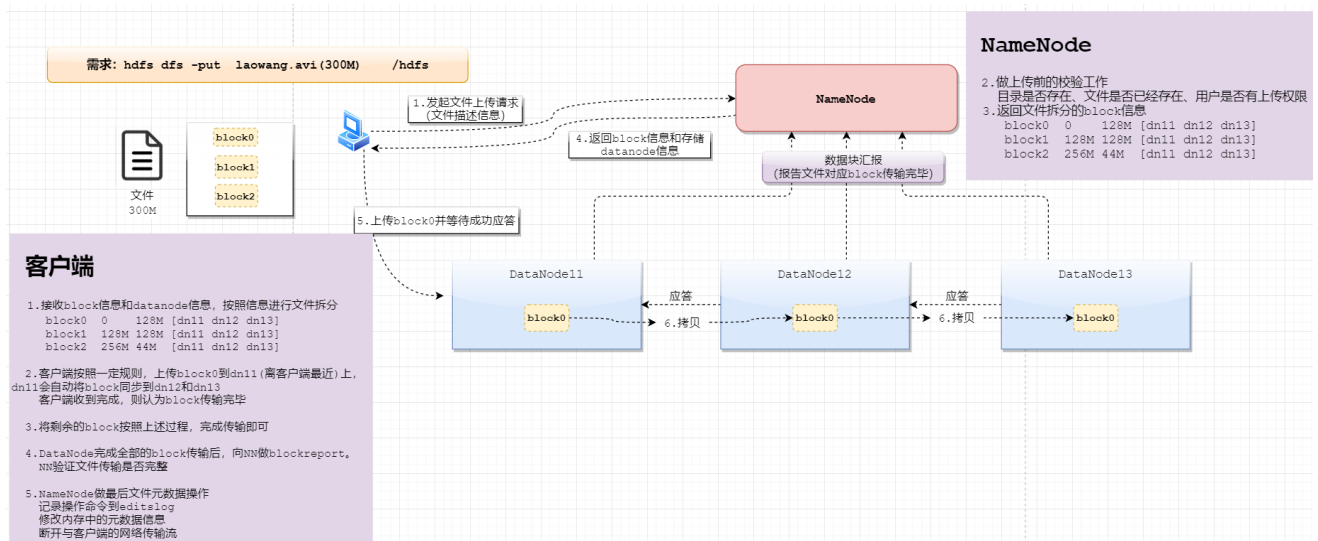 需求: hdfs dfs -put laowang.avi(300M) /hdfs
文件
300M
block0
block1
block2
1.发起文件上传请求
(文件描述信息)
4.返回block信息和存储
datanode信息
5.上传block0并等待成功应答
NameNode
数据块汇报
(报告文件对应block传输完毕)
NameNode
2.做上传前的校验工作
目录是否存在、文件是否已经存在、用户是否有上传权限
3.返回文件拆分的block信息
block0 0 128M [dn11 dn12 dn13]
block1 128M 128M [dn11 dn12 dn13]
block2 256M 44M [dn11 dn12 dn13]
客户端
1.接收block信息和datanode信息，按照信息进行文件拆分
block0 0 128M [dn11 dn12 dn13]
block1 128M 128M [dn11 dn12 dn13]
block2 256M 44M [dn11 dn12 dn13]
2.客户端按照一定规则，上传block0到dn11(离客户端最近)上，
dn11会自动将block同步到dn12和dn13
客户端收到完成，则认为block传输完毕
3.将剩余的block按照上述过程，完成传输即可
4.DataNode完成全部的block传输后，向NN做blockreport。
NN验证文件传输是否完整
5.NameNode做最后文件元数据操作
记录操作命令到editslog
修改内存中的元数据信息
断开与客户端的网络传输流
DataNode11
block0
应答
6.拷贝
DataNode12
block0
应答
6.拷贝
DataNode13
block0